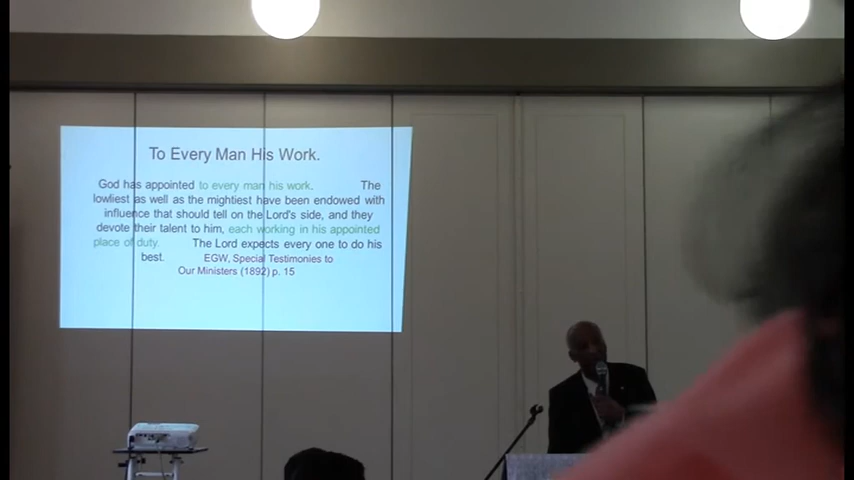 To Every Man His Work.
God has appointed to every man his work. The
lowliest as well as the mightiest have been endowed with
influence that should tell on the Lord's side, and they
devote their talent to him, each working in his appointed
place of duty. The Lord expects every one to do his
best. EGW, Special Testimonies to
Our Ministers (1892) p. 15